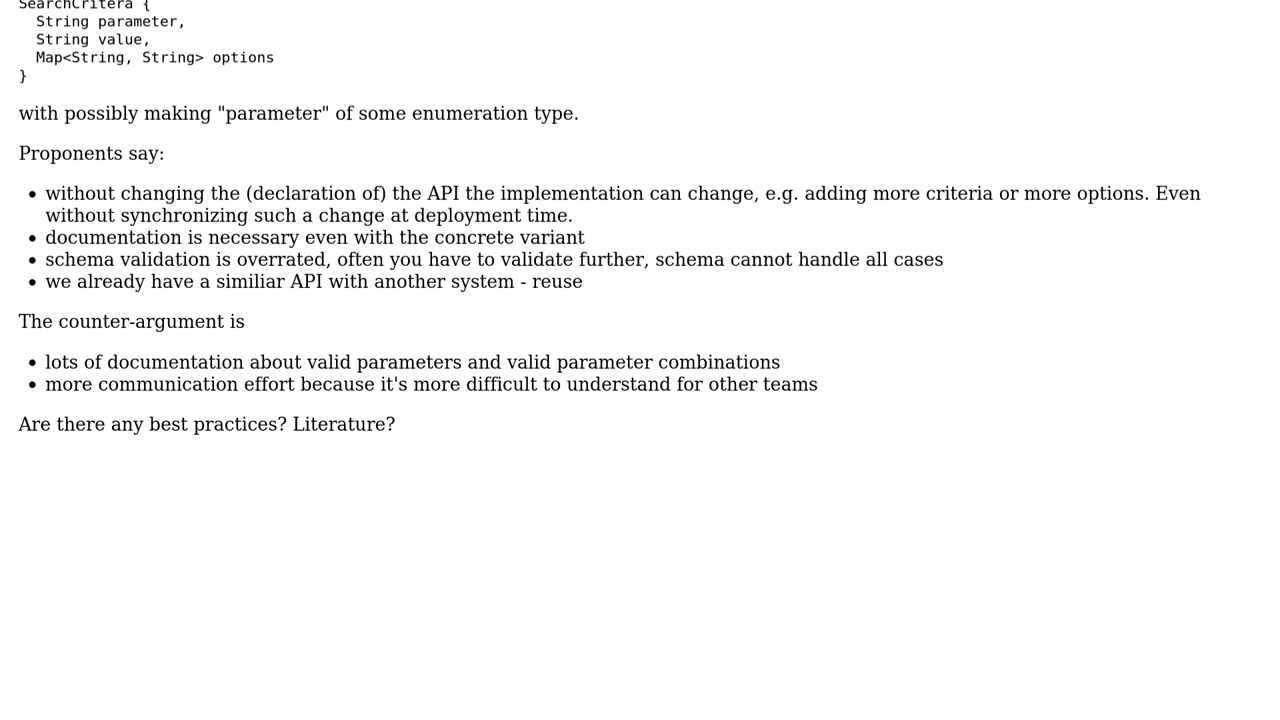 SearchCritera {
  String parameter,
  String value,
  Map<String, String> options
}
with possibly making "parameter" of some enumeration type.
Proponents say:
• without changing the (declaration of) the API the implementation can change, e.g. adding more criteria or more options. Even
without synchronizing such a change at deployment time.
• documentation is necessary even with the concrete variant
• schema validation is overrated, often you have to validate further, schema cannot handle all cases
• we already have a similiar API with another system - reuse
The counter-argument is
• lots of documentation about valid parameters and valid parameter combinations
• more communication effort because it's more difficult to understand for other teams
Are there any best practices? Literature?